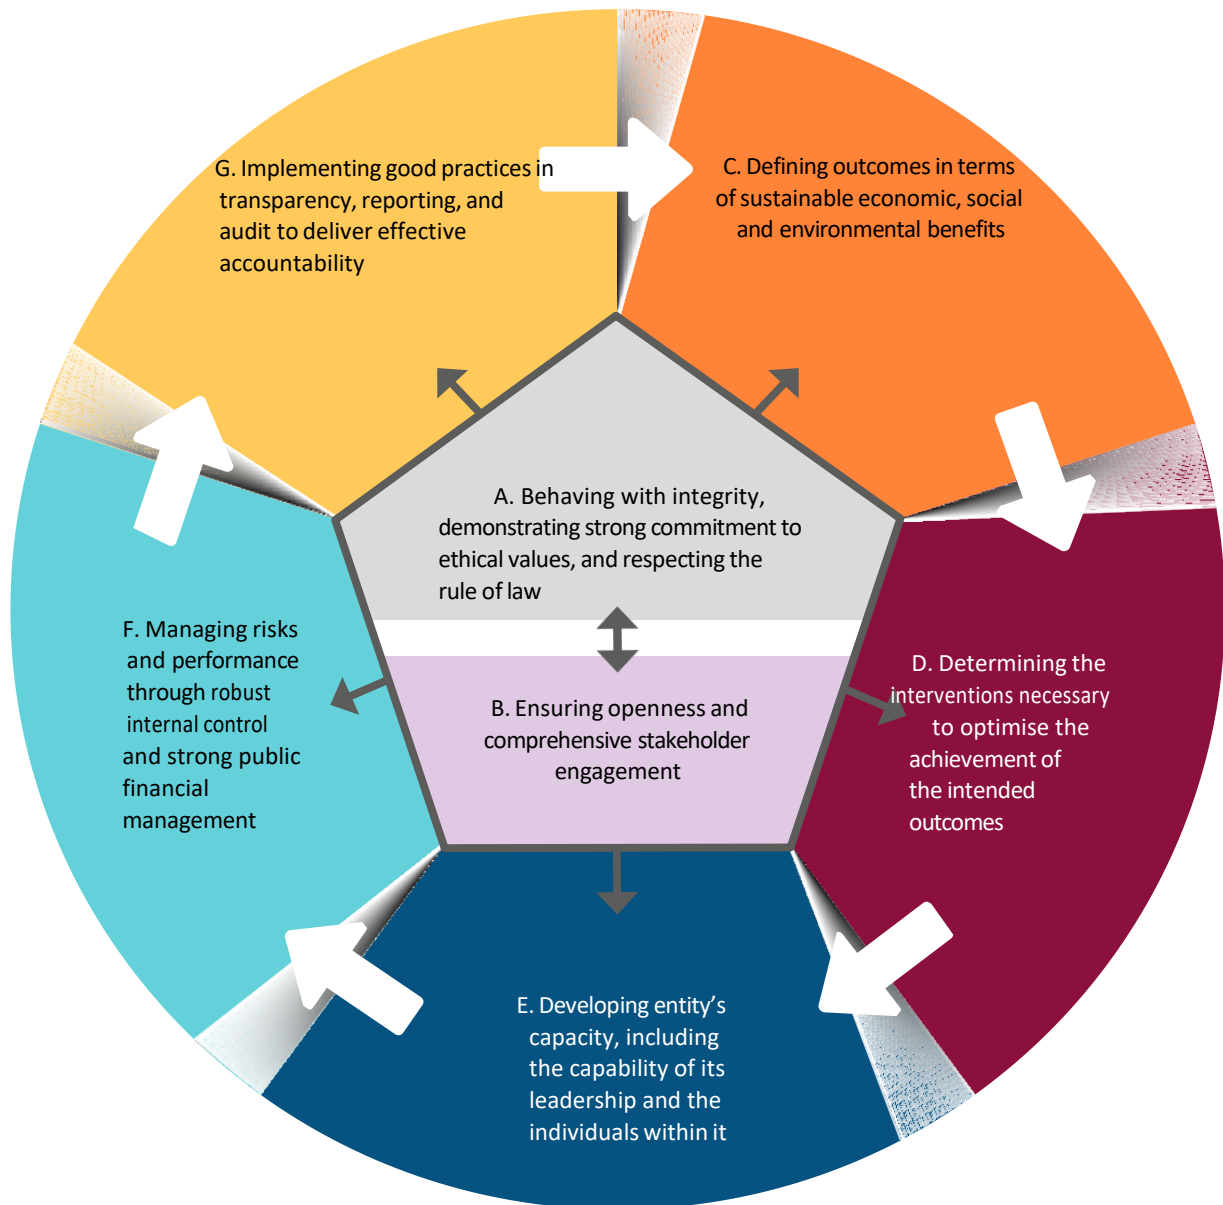 G. Implementing good practices in
transparency, reporting, and
audit to deliver effective
accountability
C. Defining outcomes in terms
of sustainable economic, social
and environmental benefits
A. Behaving with integrity,
demonstrating strong commitment to
ethical values, and respecting the
rule of law
F. Managing risks
and performance
through robust
internal control
and strong public
financial
management
B. Ensuring openness and
comprehensive stakeholder
engagement
D. Determining the
interventions necessary
to optimise the
achievement of
the intended
outcomes
E. Developing entity’s
capacity, including
the capability of its
leadership and the
individuals within it